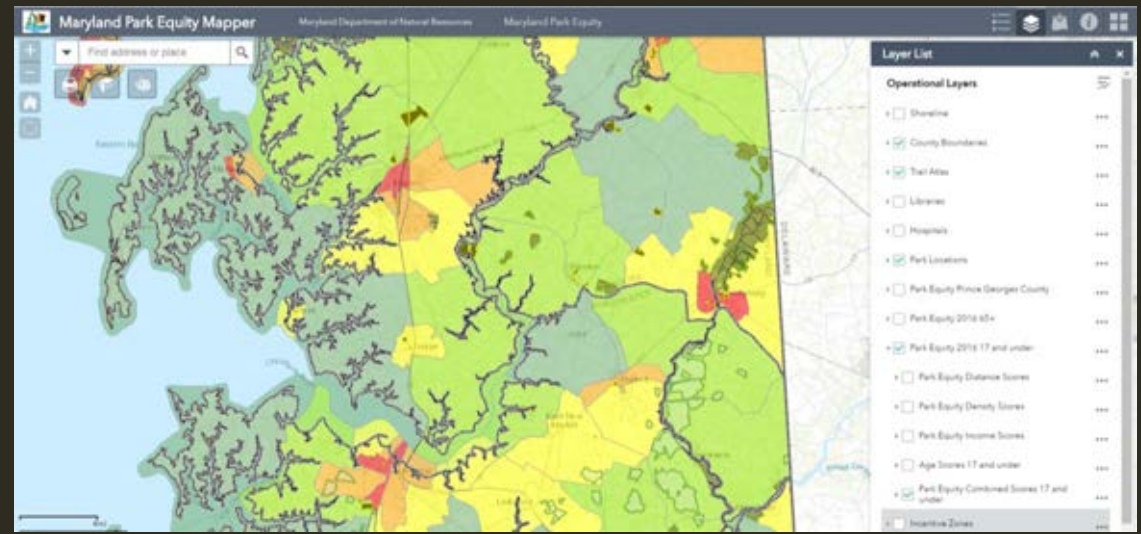 Maryland Park Equity Mapper
Maryland Department of Natural Resources
Maryland Park Equity
Find address or place
Layer List
Operational Layers
Shoreline
County Boundaries
Trail Atlas
Libraries
Hospitals
Park Locations
Park Equity Prince Georges County
Park Equity 2016 65+
Park Equity 2016 17 and under
Park Equity Distance Scores
Park Equity Density Scores
Park Equity Income Scores
Age Scores 17 and under
Park Equity Combined Scores 17 and
under
Incentive Zones
DELAWARE